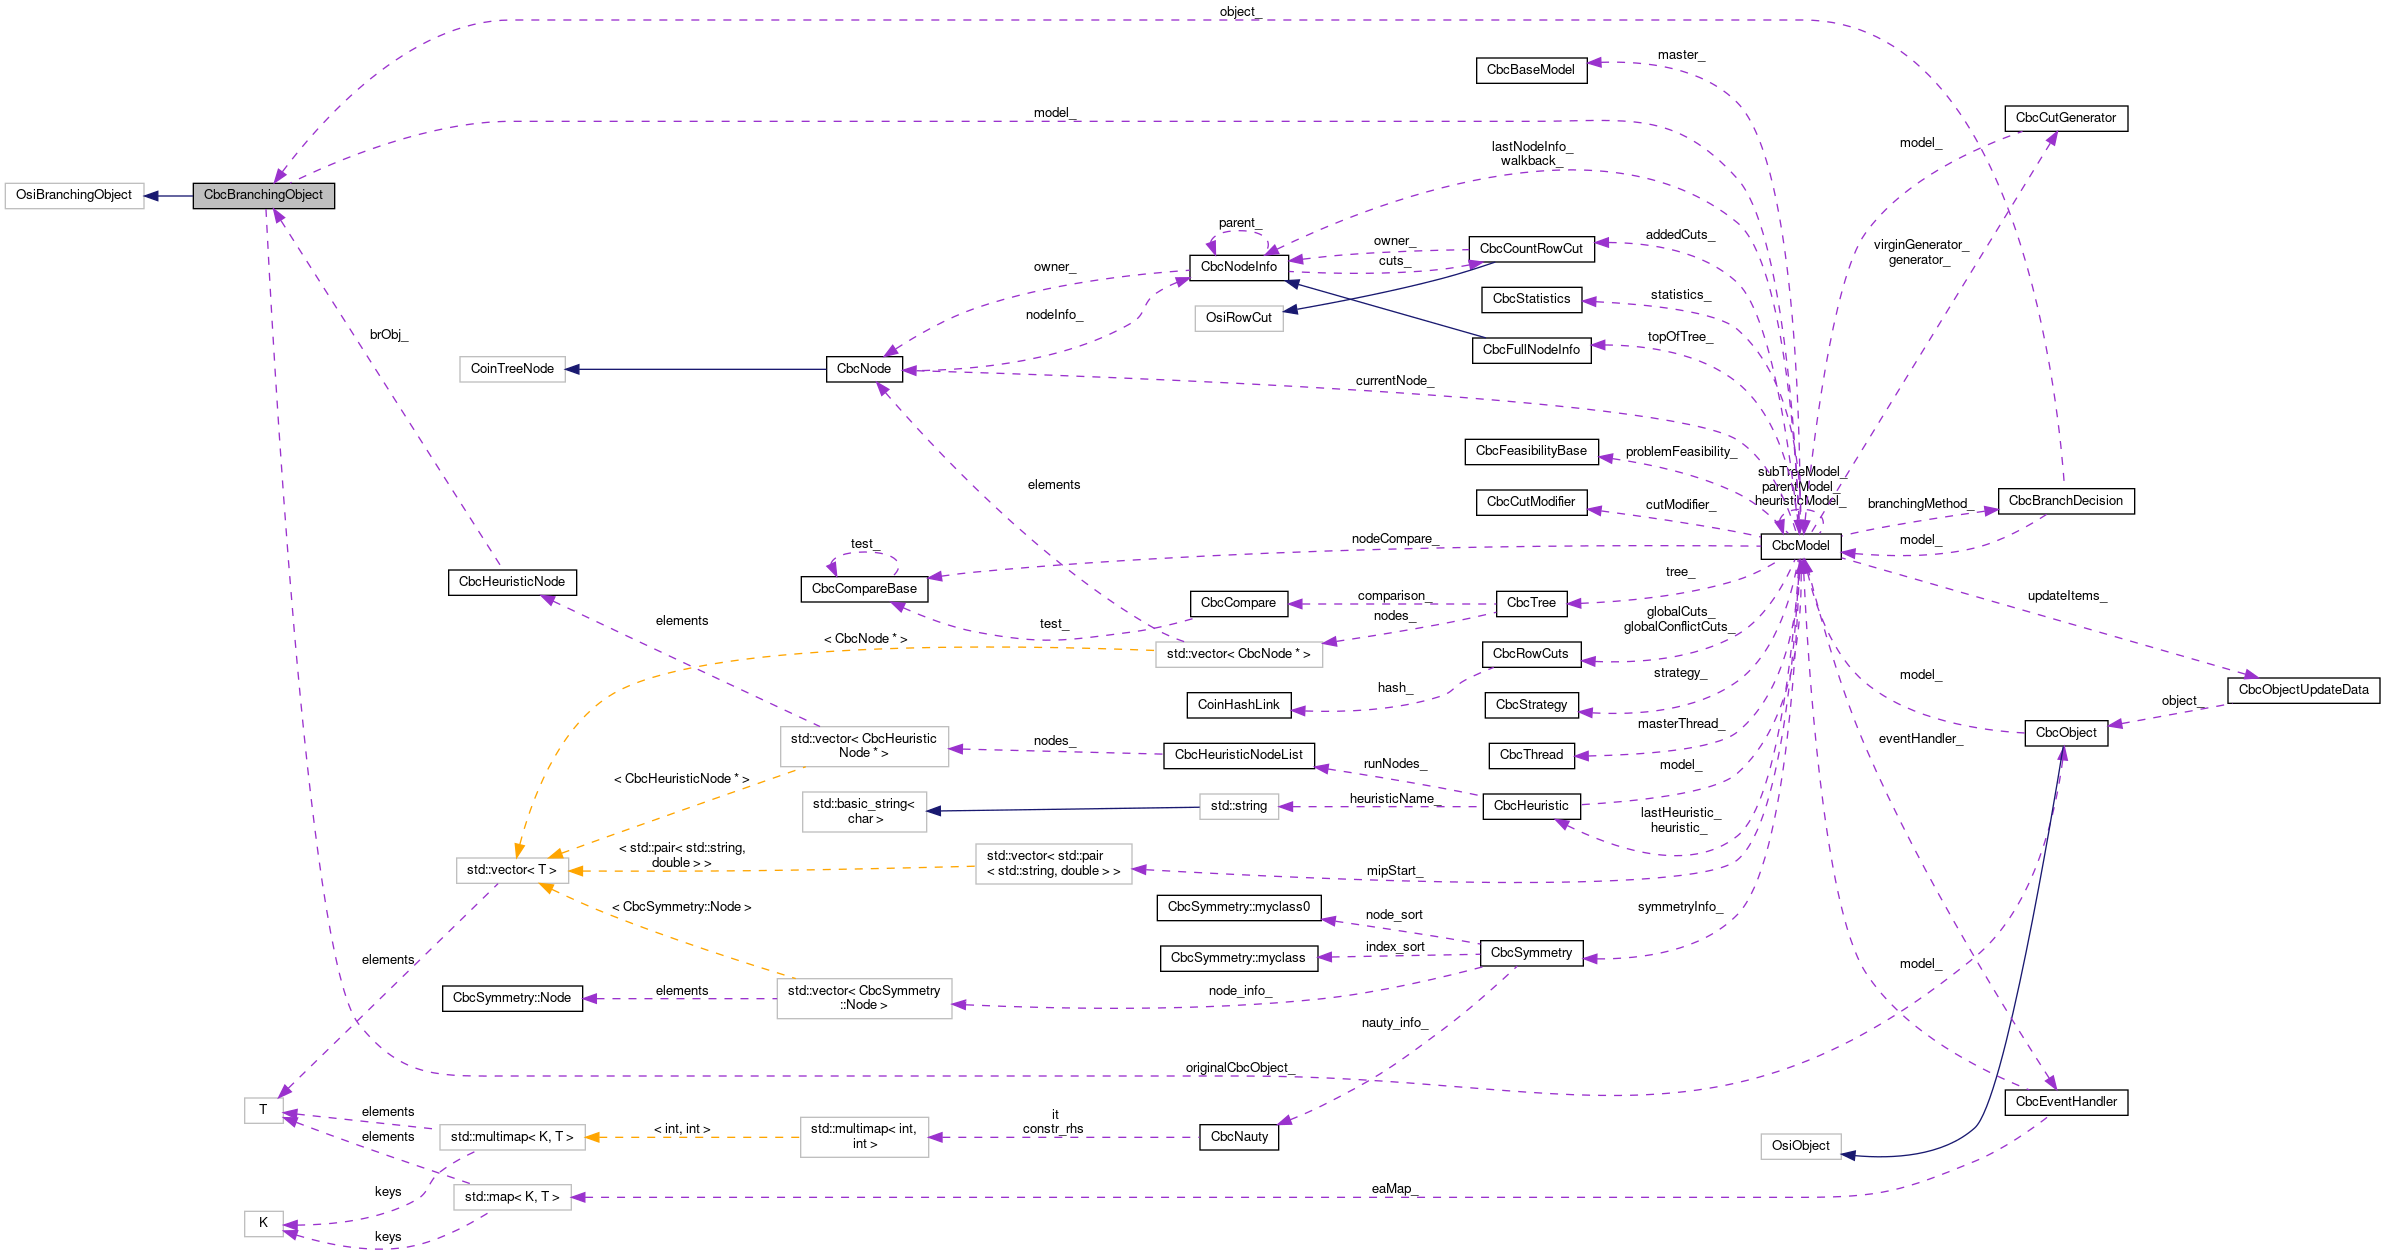 object_
master_
CbcBaseModel
model_
CbcCutGenerator
model_
lastNodeInfo_
walkback_
OsiBranchingObject
CbcBranchingObject
parent_
owner_
CbcCountRowCut
addedCuts_
virginGenerator_
generator_
CbcNodeInfo
cuts_
owner_
nodeInfo_
OsiRowCut
CbcStatistics
statistics_
brObj_
topOfTree_
CbcFullNodeInfo
CoinTreeNode
CbcNode
currentNode_
CbcFeasibilityBase
problemFeasibility_
subTreeModel_
parentModel_
heuristicModel_
elements
CbcCutModifier
cutModifier_
branchingMethod_
CbcBranchDecision
nodeCompare_
CbcModel
model_
test_
CbcHeuristicNode
CbcCompareBase
tree_
CbcCompare
comparison_
CbcTree
updateItems_
nodes_
globalCuts_
globalConflictCuts_
elements
test_
< CbcNode * >
std::vector< CbcNode * >
CbcRowCuts
strategy_
model_
hash_
CoinHashLink
CbcStrategy
CbcObjectUpdateData
object_
masterThread_
CbcObject
std::vector< CbcHeuristic
Node * >
nodes_
CbcHeuristicNodeList
CbcThread
eventHandler_
runNodes_
model_
< CbcHeuristicNode * >
std::basic_string<
char >
std::string
heuristicName_
CbcHeuristic
lastHeuristic_
heuristic_
< std::pair< std::string,
double > >
std::vector< T >
std::vector< std::pair
< std::string, double > >
mipStart_
< CbcSymmetry::Node >
CbcSymmetry::myclass0
node_sort
symmetryInfo_
index_sort
CbcSymmetry::myclass
CbcSymmetry
elements
model_
CbcSymmetry::Node
elements
std::vector< CbcSymmetry
::Node >
node_info_
nauty_info_
originalCbcObject_
T
elements
CbcEventHandler
it
constr_rhs
std::multimap< K, T >
< int, int >
std::multimap< int,
int >
CbcNauty
elements
OsiObject
keys
std::map< K, T >
eaMap_
K
keys